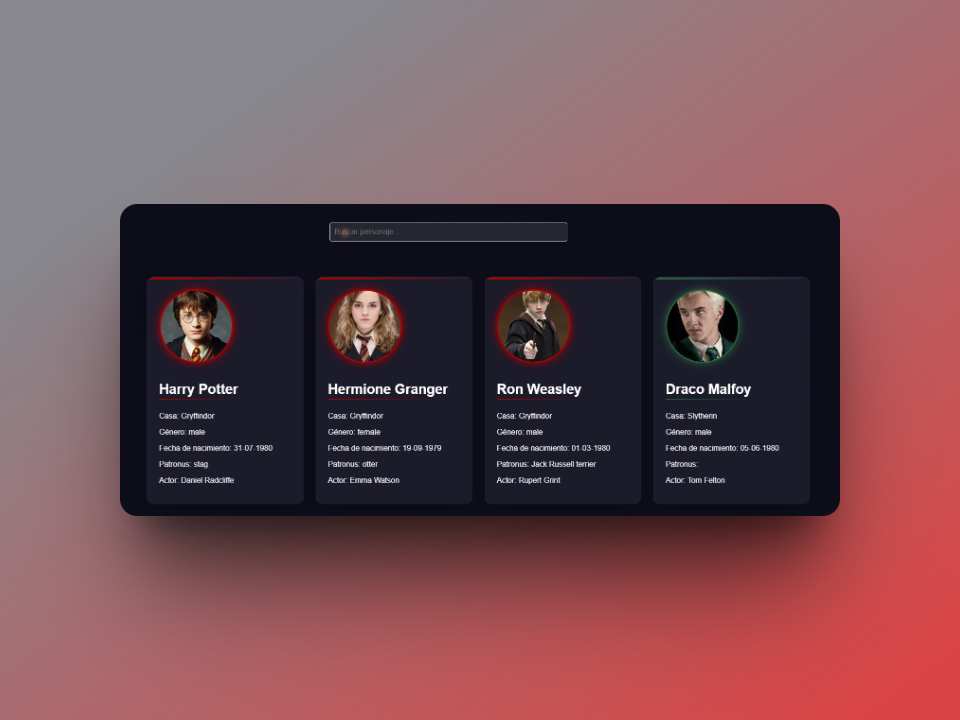 Buscar personaje...
Harry Potter
Casa: Gryffindor
Género: male
Fecha de nacimiento: 31-07-1980
Patronus: stag
Actor: Daniel Radcliffe
Hermione Granger
Casa: Gryffindor
Género: female
Fecha de nacimiento: 19-09-1979
Patronus: otter
Actor: Emma Watson
Ron Weasley
Casa: Gryffindor
Género: male
Fecha de nacimiento: 01-03-1980
Patronus: Jack Russell terrier
Actor: Rupert Grint
Draco Malfoy
Casa: Slytherin
Género: male
Fecha de nacimiento: 05-06-1980
Patronus:
Actor: Tom Felton